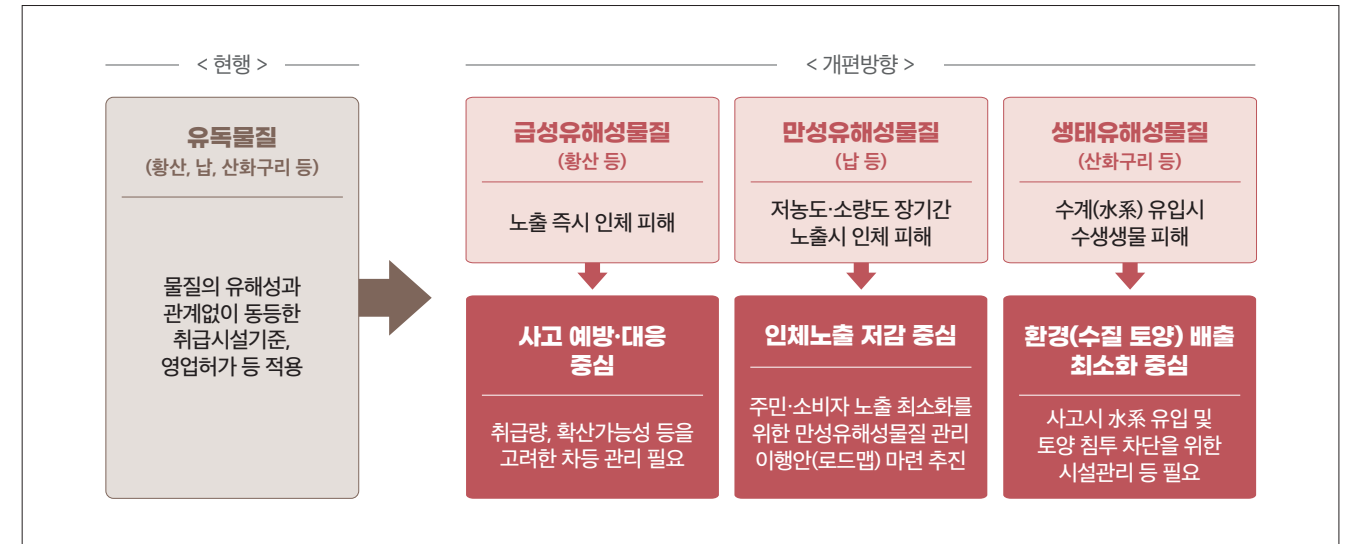 < 현행 >
유독물질
(황산, 납, 산화구리 등)
물질의 유해성과
관계없이 동등한
취급시설기준,
영업허가 등 적용
< 개편방향 >
급성유해성물질
(황산 등)
노출 즉시 인체 피해
사고 예방·대응
중심
취급량, 확산가능성 등을
고려한 차등 관리 필요
만성유해성물질
(납 등)
저농도·소량도 장기간
노출시 인체 피해
인체노출 저감 중심
주민·소비자 노출 최소화를
위한 만성유해성물질 관리
이행안(로드맵) 마련 추진
생태유해성물질
(산화구리 등)
수계(水系) 유입시
수생생물 피해
환경(수질 토양) 배출
최소화 중심
사고시 水系 유입 및
토양 침투 차단을 위한
시설관리 등 필요